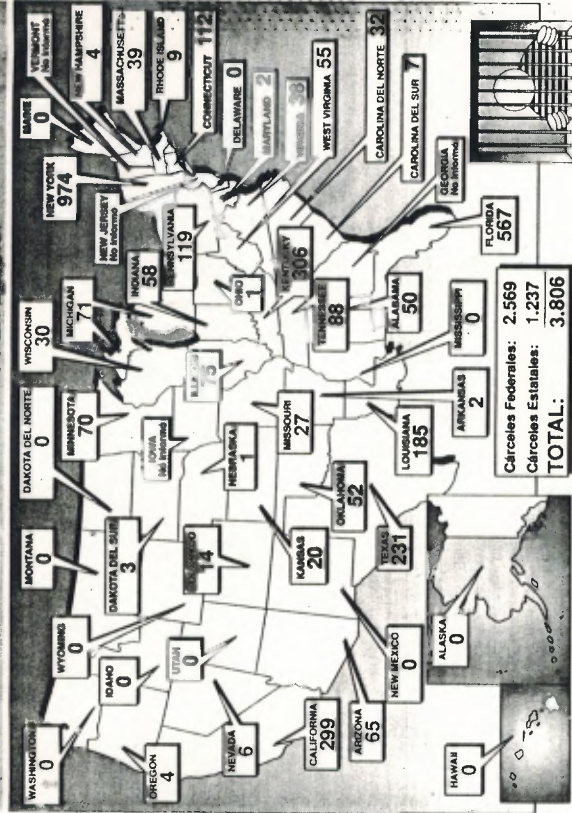 WASHINGTON
0
MONTANA
0
DAKOTA DEL NORTE
0
WISCONSIN
30
MAINE
0
VERMONT
No Informó
NEW HAMPSHIRE
4
MASSACHUSETTS
39
RHODE ISLAND
9
CONNECTICUT
112
DELAWARE 0
MARYLAND 2
VIRGINIA 36
WEST VIRGINIA 55
CAROLINA DEL NORTE
32
CAROLINA DEL SUR
7
GEORGIA
No Informó
FLORIDA
567
NEW YORK
974
NEW JERSEY
No Informó
PENNSYLVANIA
119
INDIANA
58
MICHIGAN
71
MINNESOTA
70
IOWA
No Informó
OHIO
1
KENTUCKY
306
TENNESSEE
88
ALABAMA
50
MISSISSIPPI
0
ARKANSAS
2
LOUISIANA
185
MISSOURI
27
NEBRASKA
1
DAKOTA DEL SUR
3
WYOMING
0
IDAHO
0
OREGON
4
NEVADA
6
UTAN
0
14
KANSAS
20
OKLAHOMA
52
TEXAS
231
CALIFORNIA
299
ARIZONA
65
NEW MEXICO
0
ALASKA
0
HAWAII
0
Cárceles Federales: 2.569
Cárceles Estatales: 1.237
TOTAL: 3.806